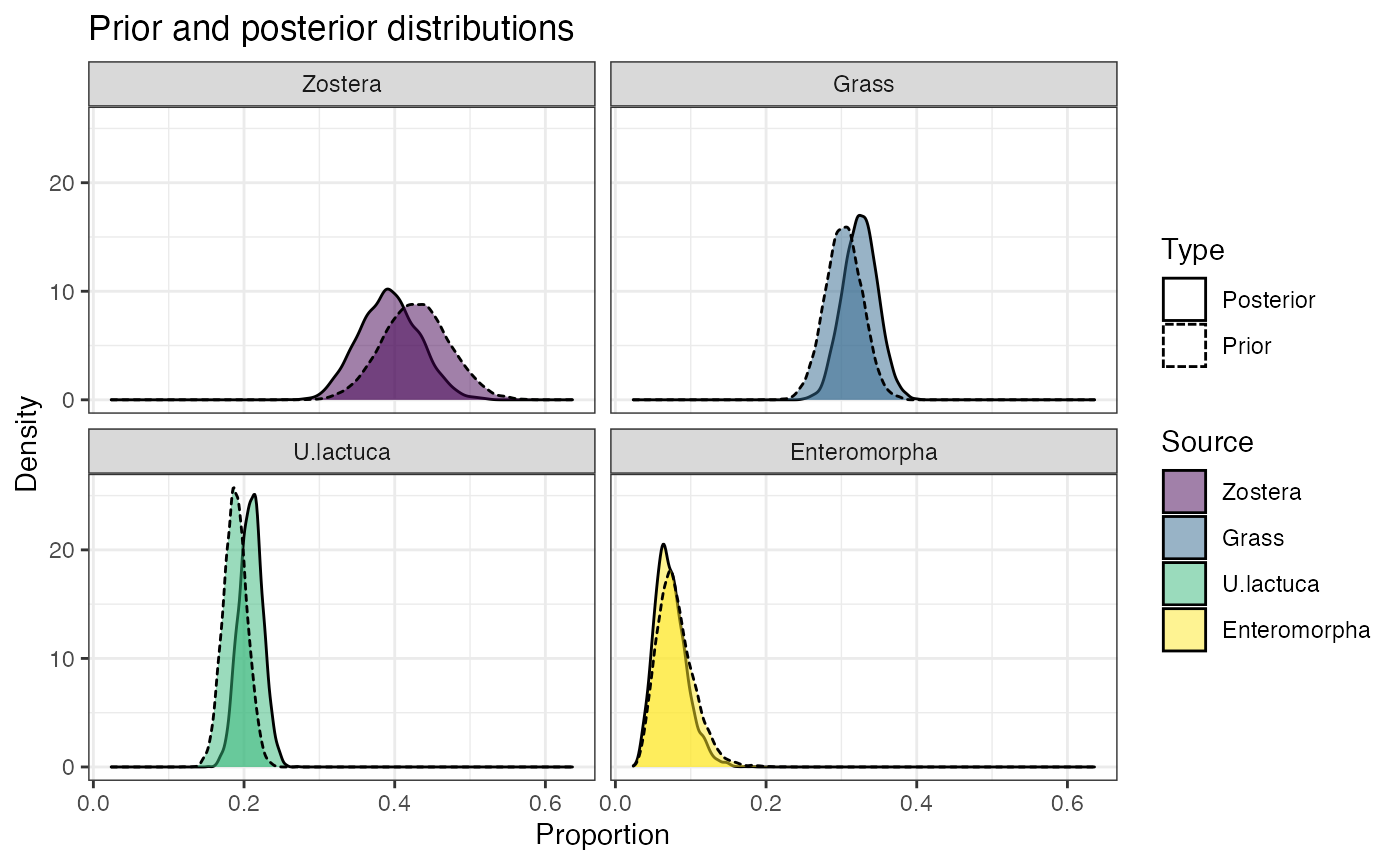 Prior and posterior distributions
Zostera
Grass
20
10
0
U.lactuca
Enteromorpha
20
10
0
0.0 0.2 0.4 0.6
0.0 0.2 0.4 0.6
Density
Proportion
Type
Posterior
Prior
Source
Zostera
Grass
U.lactuca
Enteromorpha